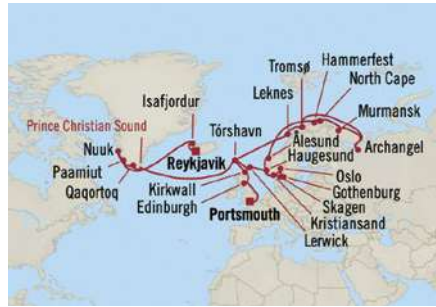 Tromsø
Hammerfest
North Cape
Leknes
Isafjordur
Murmansk
Prince Christian Sound
Tórshavn
Nuuk
Ålesund
Archangel
Reykjavik
Haugesund
Paamiut
Oslo
Qaqortoq
Kirkwall
Gothenburg
Edinburgh
Skagen
Portsmouth
Kristiansand
Lerwick